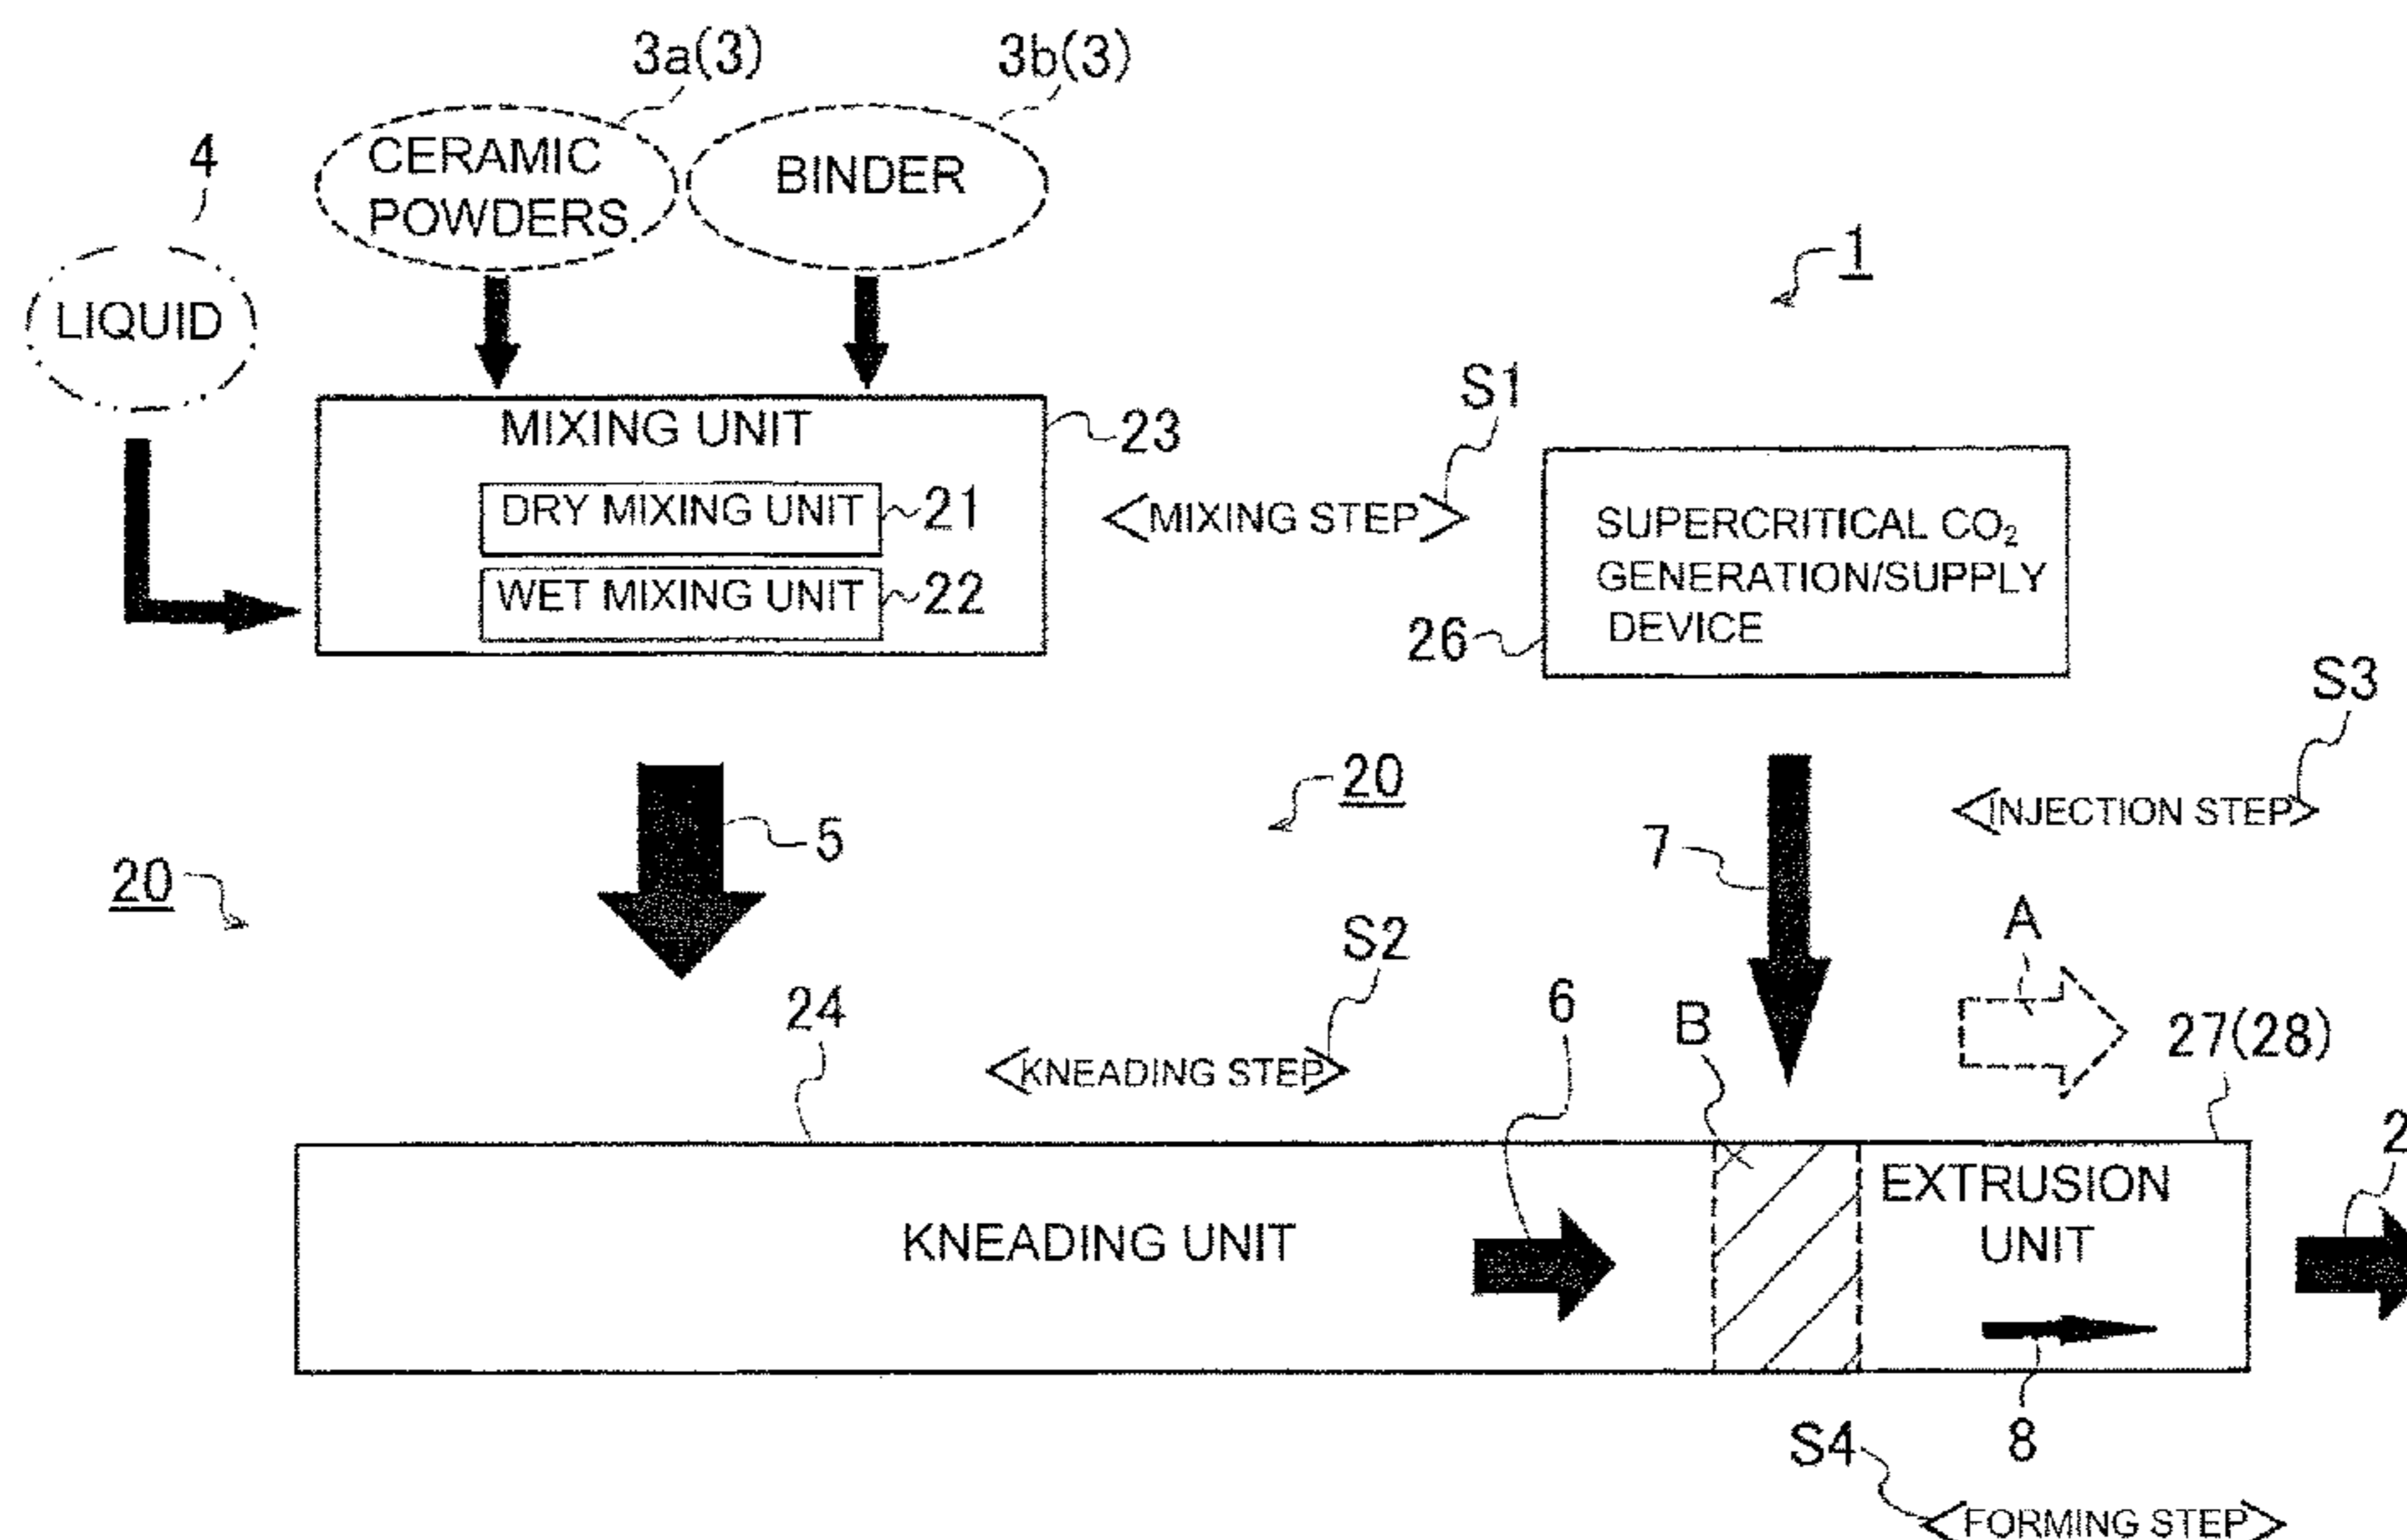 3a(3)
3b(3)
4
CERAMIC
POWDERS
BINDER
1
LIQUID
S1
MIXING UNIT
23
DRY MIXING UNIT
21
MIXING STEP
SUPERCRITICAL CO₂
GENERATION/SUPPLY
DEVICE
WET MIXING UNIT
22
26
S3
20
INJECTION STEP
5
7
20
A
S2
24
6
B
27(28)
KNEADING STEP
2
EXTRUSION
UNIT
KNEADING UNIT
8
S4
FORMING STEP